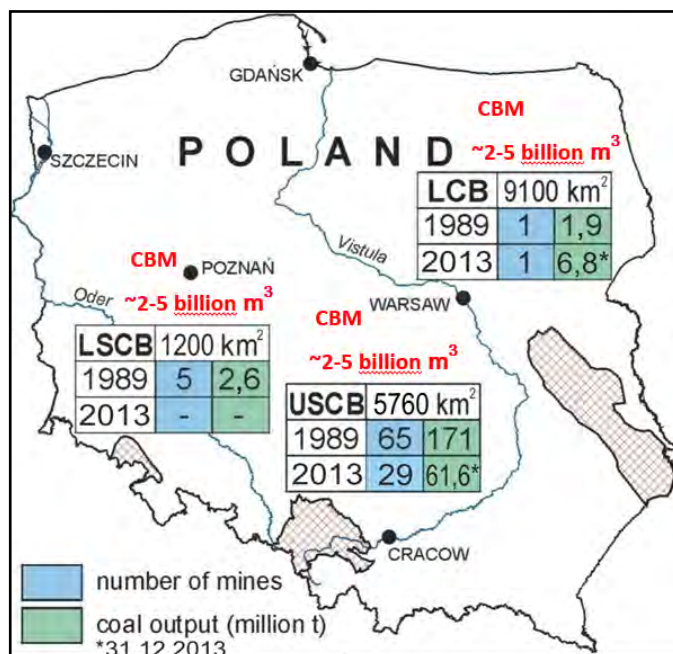 GDAŃSK
SZCZECIN
POLAND
CBM
~2-5 billion m³
LCB 9100 km²
1989 1 1,9
2013 1 6,8*
Vistula
CBM
POZNAŃ
~2-5 billion m³
Oder
WARSAW
CBM
~2-5 billion m³
LSCB 1200 km²
1989 5 2,6
2013 - -
USCB 5760 km²
1989 65 171
2013 29 61,6*
CRACOW
number of mines
coal output (million t)
*31.12.2013